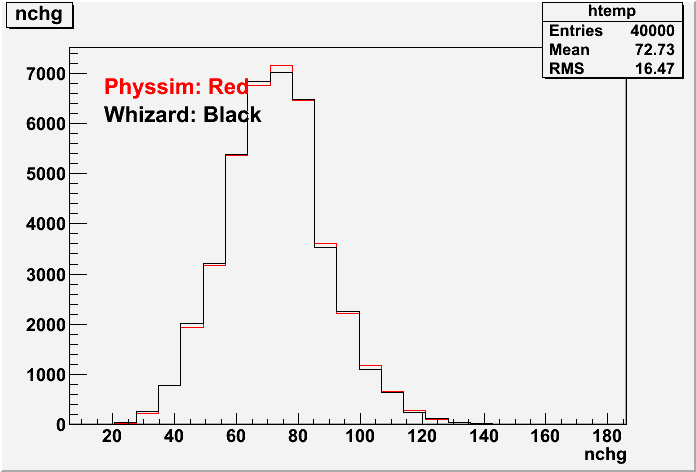 nchg
htemp
Entries 40000
Mean 72.73
RMS 16.47
Physsim: Red
Whizard: Black
7000
6000
5000
4000
3000
2000
1000
0
20 40 60 80 100 120 140 160 180
nchg